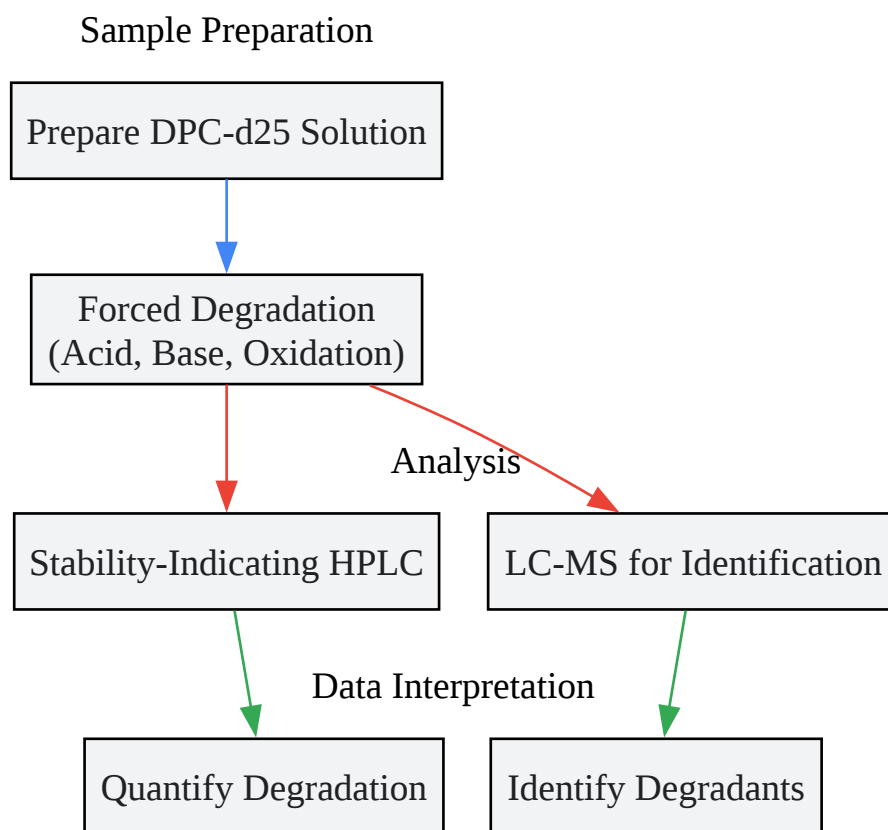 Sample Preparation
Prepare DPC-d25 Solution
Forced Degradation
(Acid, Base, Oxidation)
Analysis
Stability-Indicating HPLC
LC-MS for Identification
Data Interpretation
Quantify Degradation
Identify Degradants